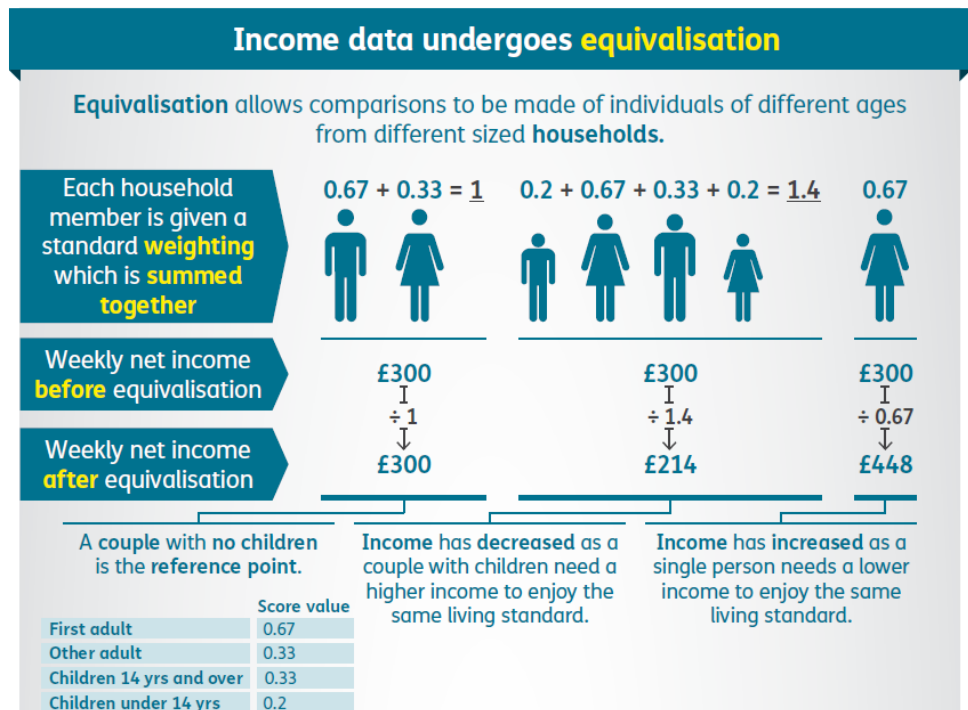 Income data undergoes equivalisation
Equivalisation allows comparisons to be made of individuals of different ages
from different sized households.
Each household
member is given a
standard weighting
which is summed
together
0.67 + 0.33 = 1
0.2 + 0.67 + 0.33 + 0.2 = 1.4
0.67
Weekly net income
before equivalisation
£300
£300
£300
÷ 1
÷ 1.4
÷ 0.67
Weekly net income
after equivalisation
£300
£214
£448
A couple with no children
is the reference point.
Income has decreased as a
couple with children need a
higher income to enjoy the
same living standard.
Income has increased as a
single person needs a lower
income to enjoy the same
living standard.
Score value
First adult 0.67
Other adult 0.33
Children 14 yrs and over 0.33
Children under 14 yrs 0.2